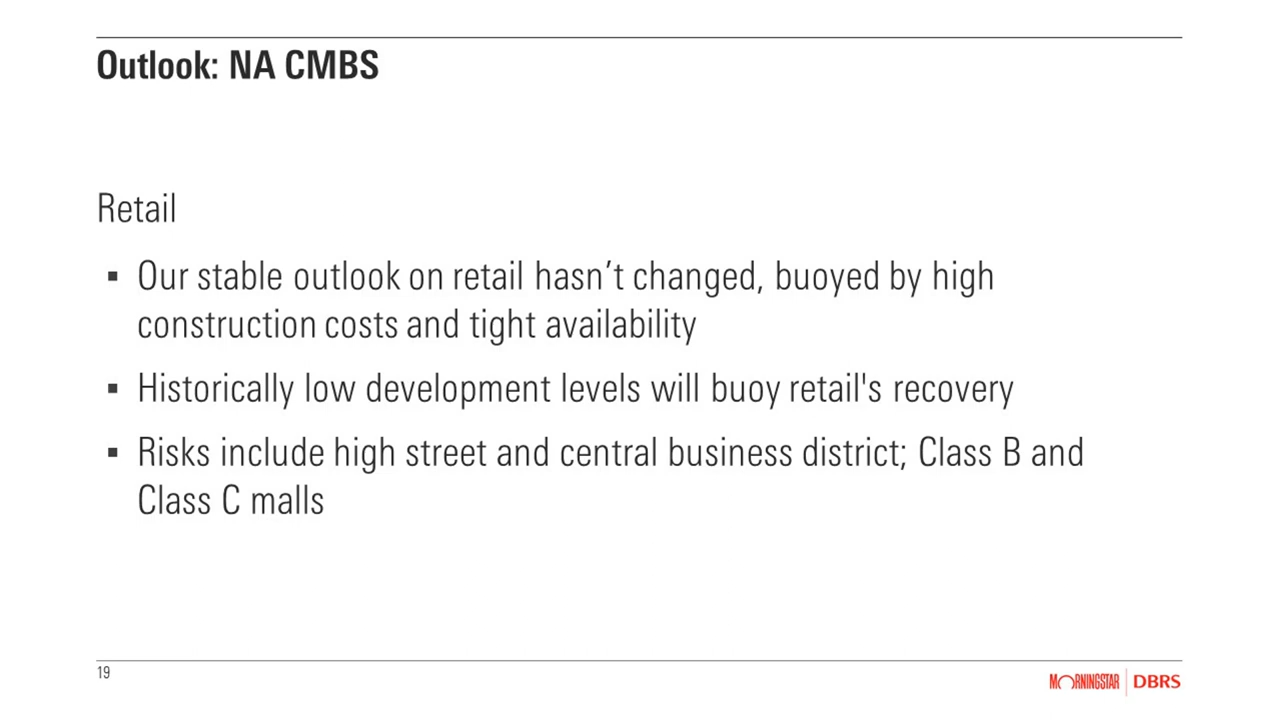 Outlook: NA CMBS
Retail
▪ Our stable outlook on retail hasn’t changed, buoyed by high
construction costs and tight availability
▪ Historically low development levels will buoy retail's recovery
▪ Risks include high street and central business district; Class B and
Class C malls
19
MORNINGSTAR | DBRS